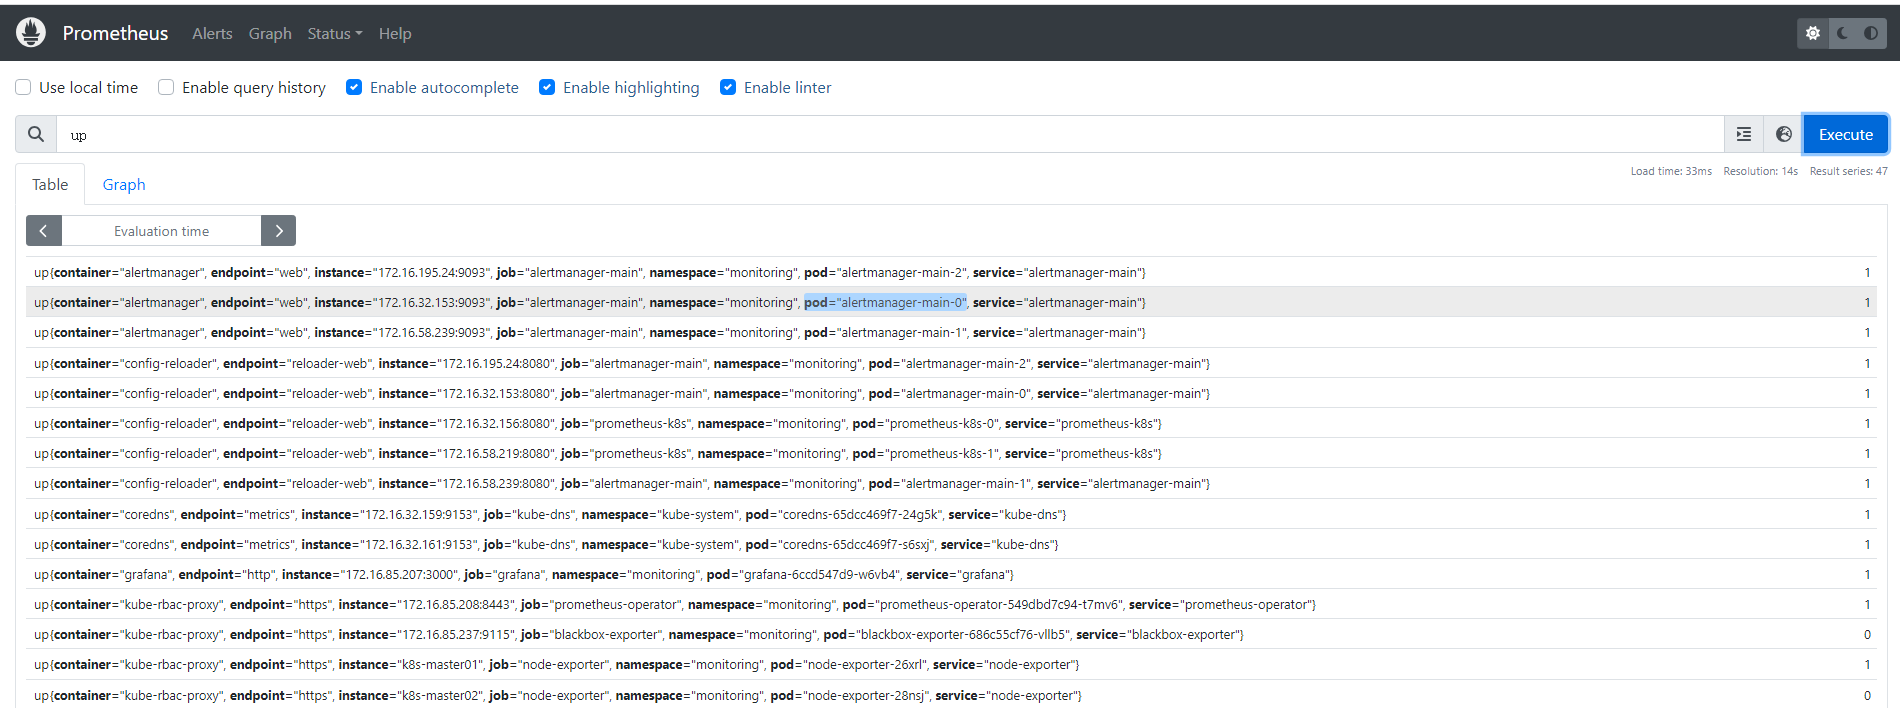 Prometheus Alerts Graph Status Help
Use local time Enable query history Enable autocomplete Enable highlighting Enable linter
up Execute
Table Graph Load time: 33ms Resolution: 14s Result series: 47
Evaluation time
up{container="alertmanager", endpoint="web", instance="172.16.195.24:9093", job="alertmanager-main", namespace="monitoring", pod="alertmanager-main-2", service="alertmanager-main"} 1
up{container="alertmanager", endpoint="web", instance="172.16.32.153:9093", job="alertmanager-main", namespace="monitoring", pod="alertmanager-main-0", service="alertmanager-main"} 1
up{container="alertmanager", endpoint="web", instance="172.16.58.239:9093", job="alertmanager-main", namespace="monitoring", pod="alertmanager-main-1", service="alertmanager-main"} 1
up{container="config-reloader", endpoint="reloader-web", instance="172.16.195.24:8080", job="alertmanager-main", namespace="monitoring", pod="alertmanager-main-2", service="alertmanager-main"} 1
up{container="config-reloader", endpoint="reloader-web", instance="172.16.32.153:8080", job="alertmanager-main", namespace="monitoring", pod="alertmanager-main-0", service="alertmanager-main"} 1
up{container="config-reloader", endpoint="reloader-web", instance="172.16.32.156:8080", job="prometheus-k8s", namespace="monitoring", pod="prometheus-k8s-0", service="prometheus-k8s"} 1
up{container="config-reloader", endpoint="reloader-web", instance="172.16.58.219:8080", job="prometheus-k8s", namespace="monitoring", pod="prometheus-k8s-1", service="prometheus-k8s"} 1
up{container="config-reloader", endpoint="reloader-web", instance="172.16.58.239:8080", job="alertmanager-main", namespace="monitoring", pod="alertmanager-main-1", service="alertmanager-main"} 1
up{container="coredns", endpoint="metrics", instance="172.16.32.159:9153", job="kube-dns", namespace="kube-system", pod="coredns-65dcc469f7-24g5k", service="kube-dns"} 1
up{container="coredns", endpoint="metrics", instance="172.16.32.161:9153", job="kube-dns", namespace="kube-system", pod="coredns-65dcc469f7-s6sxj", service="kube-dns"} 1
up{container="grafana", endpoint="http", instance="172.16.85.207:3000", job="grafana", namespace="monitoring", pod="grafana-6ccd547d9-w6vb4", service="grafana"} 1
up{container="kube-rbac-proxy", endpoint="https", instance="172.16.85.208:8443", job="prometheus-operator", namespace="monitoring", pod="prometheus-operator-549dbd7c94-t7mv6", service="prometheus-operator"} 1
up{container="kube-rbac-proxy", endpoint="https", instance="172.16.85.237:9115", job="blackbox-exporter", namespace="monitoring", pod="blackbox-exporter-686c55cf76-vllb5", service="blackbox-exporter"} 0
up{container="kube-rbac-proxy", endpoint="https", instance="k8s-master01", job="node-exporter", namespace="monitoring", pod="node-exporter-26xrl", service="node-exporter"} 1
up{container="kube-rbac-proxy", endpoint="https", instance="k8s-master02", job="node-exporter", namespace="monitoring", pod="node-exporter-28nsj", service="node-exporter"} 0